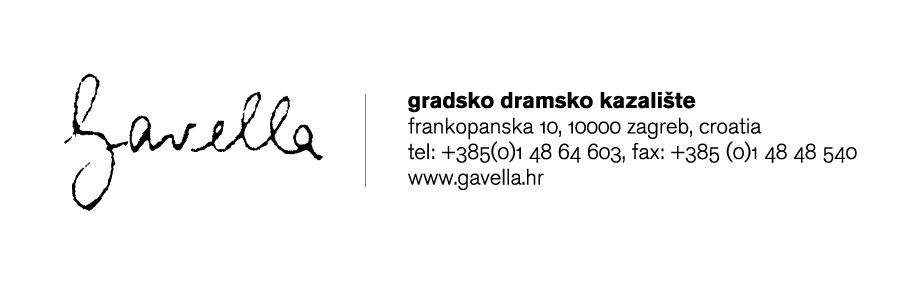 Gavella
gradsko dramsko kazalište
frankopanska 10, 10000 zagreb, croatia
tel: +385(0)1 48 64 603, fax: +385 (0)1 48 48 540
www.gavella.hr